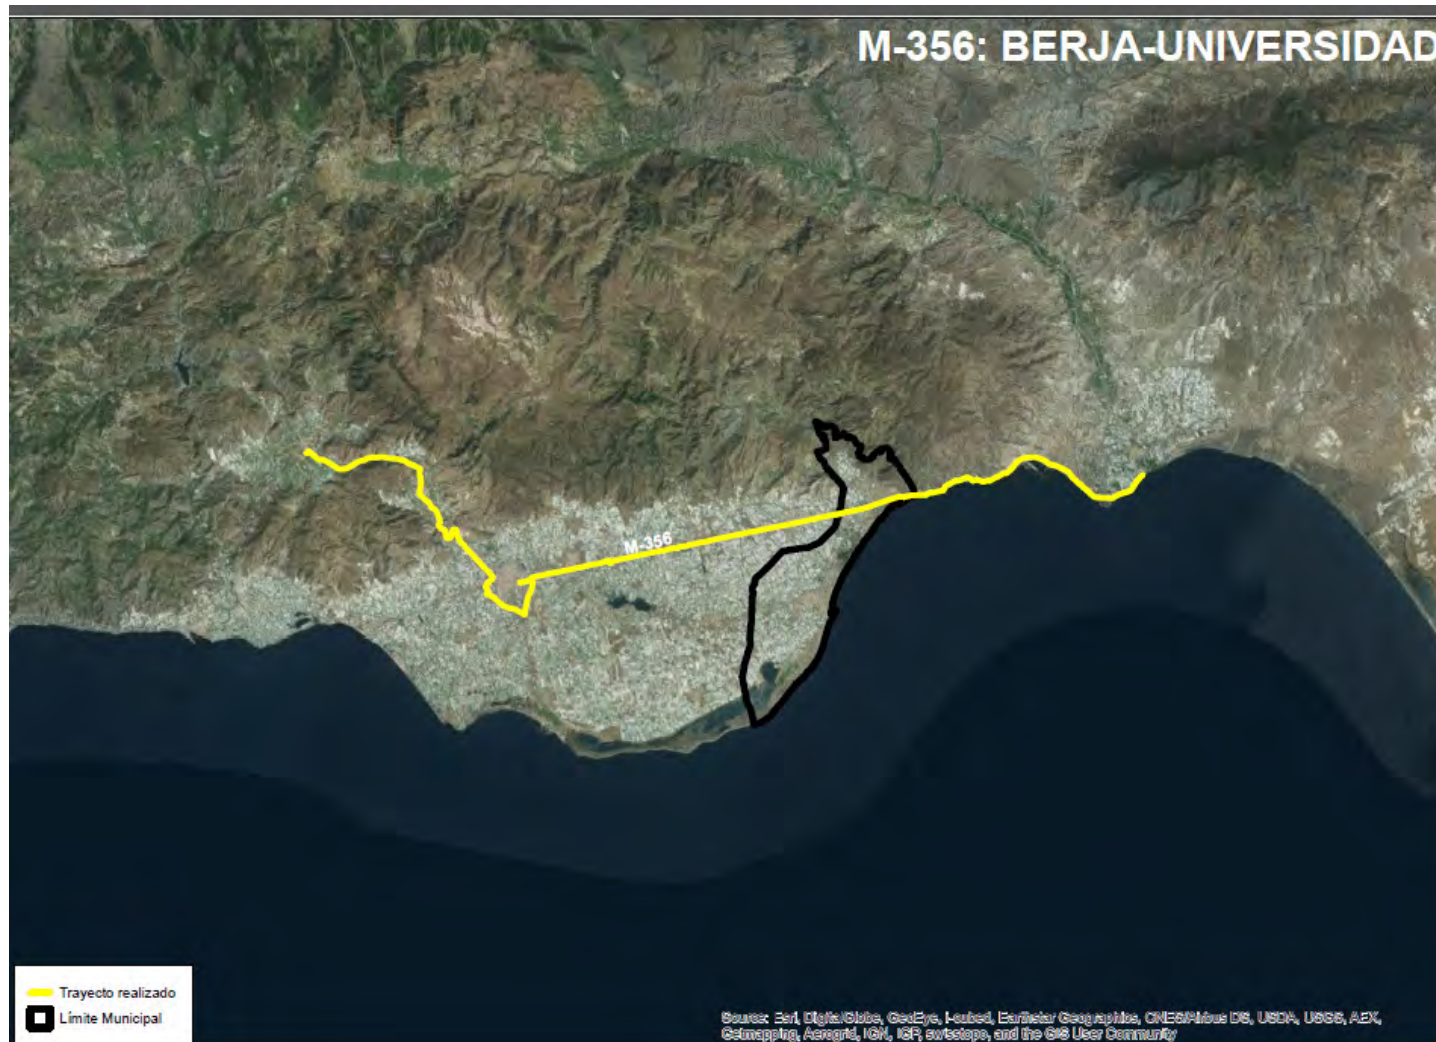 M-356: BERJA-UNIVERSIDAD
M-356
Trayecto realizado
Límite Municipal
Source: Esri, DigitalGlobe, GeoEye, i-cubed, Earthstar Geographics, CNES/Airbus DS, USDA, USGS, AEX,
Getmapping, Aerogrid, IGN, IGP, swisstopo, and the GIS User Community